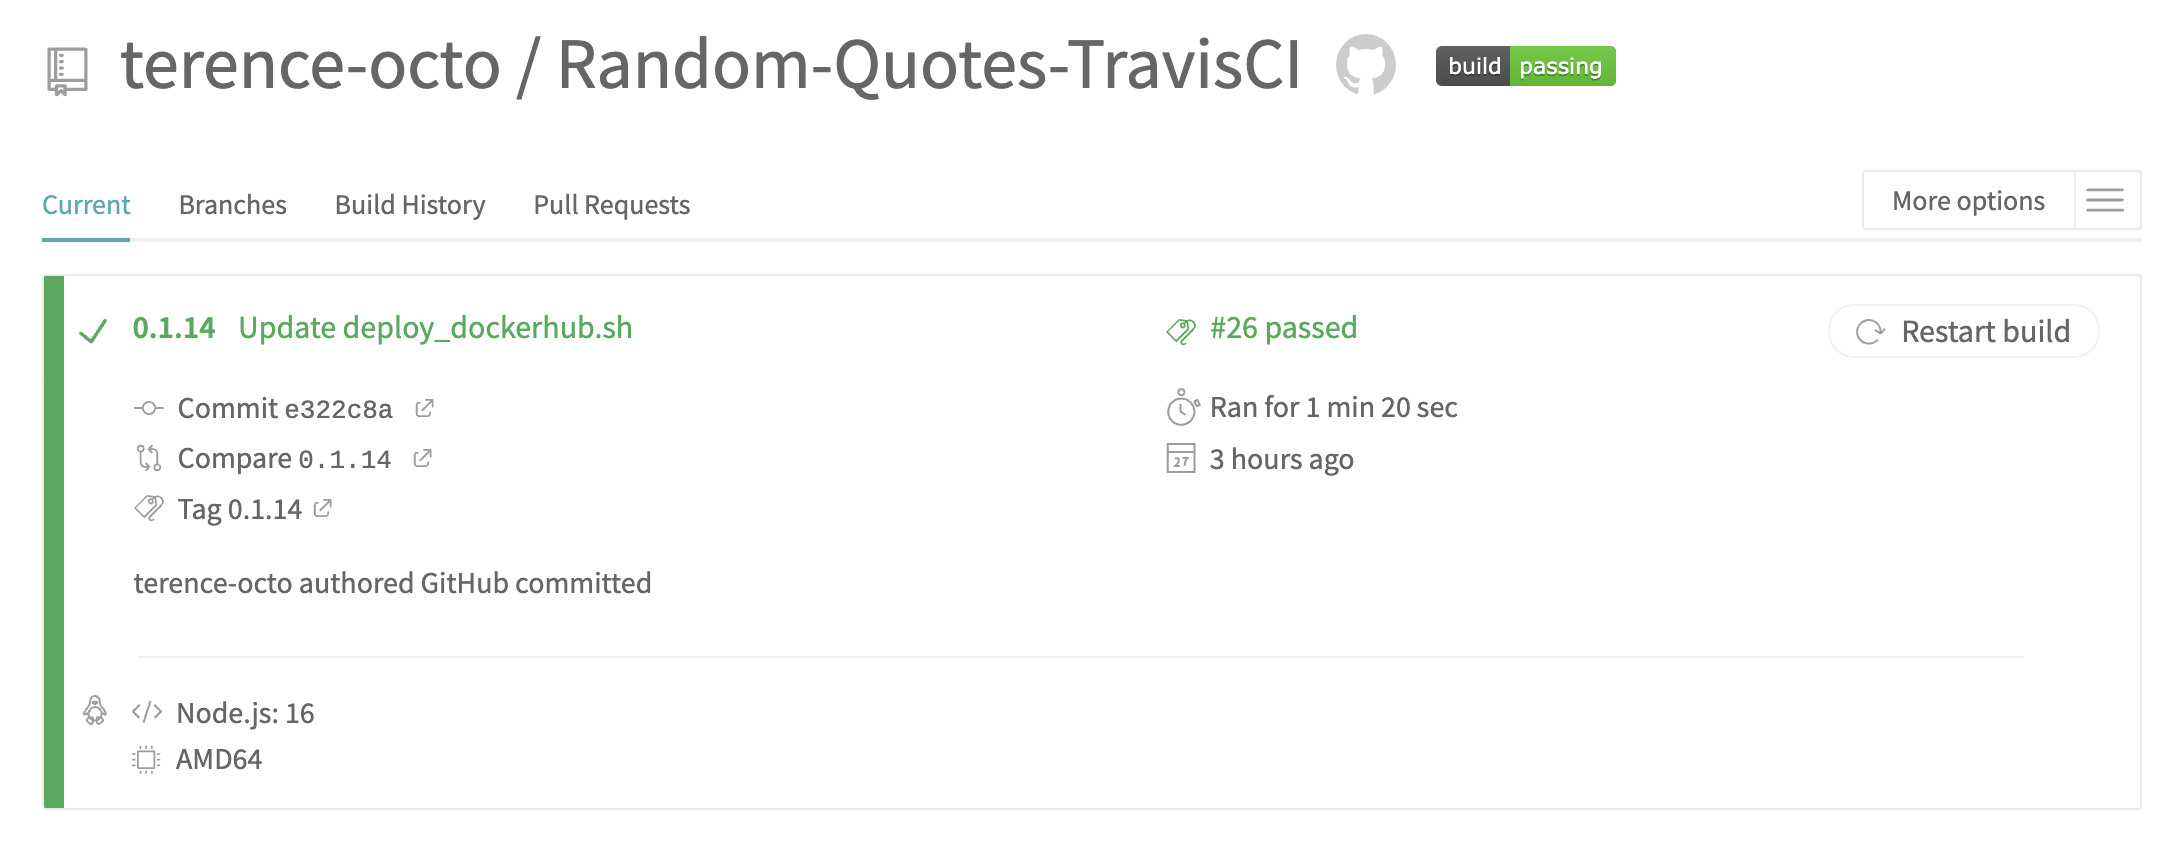 terence-octo / Random-Quotes-TravisCI build passing
Current Branches Build History Pull Requests More options
0.1.14 Update deploy_dockerhub.sh
Commit e322c8a
Compare 0.1.14
Tag 0.1.14
terence-octo authored GitHub committed
#26 passed
Ran for 1 min 20 sec
27 3 hours ago
Restart build
</> Node.js: 16
AMD64